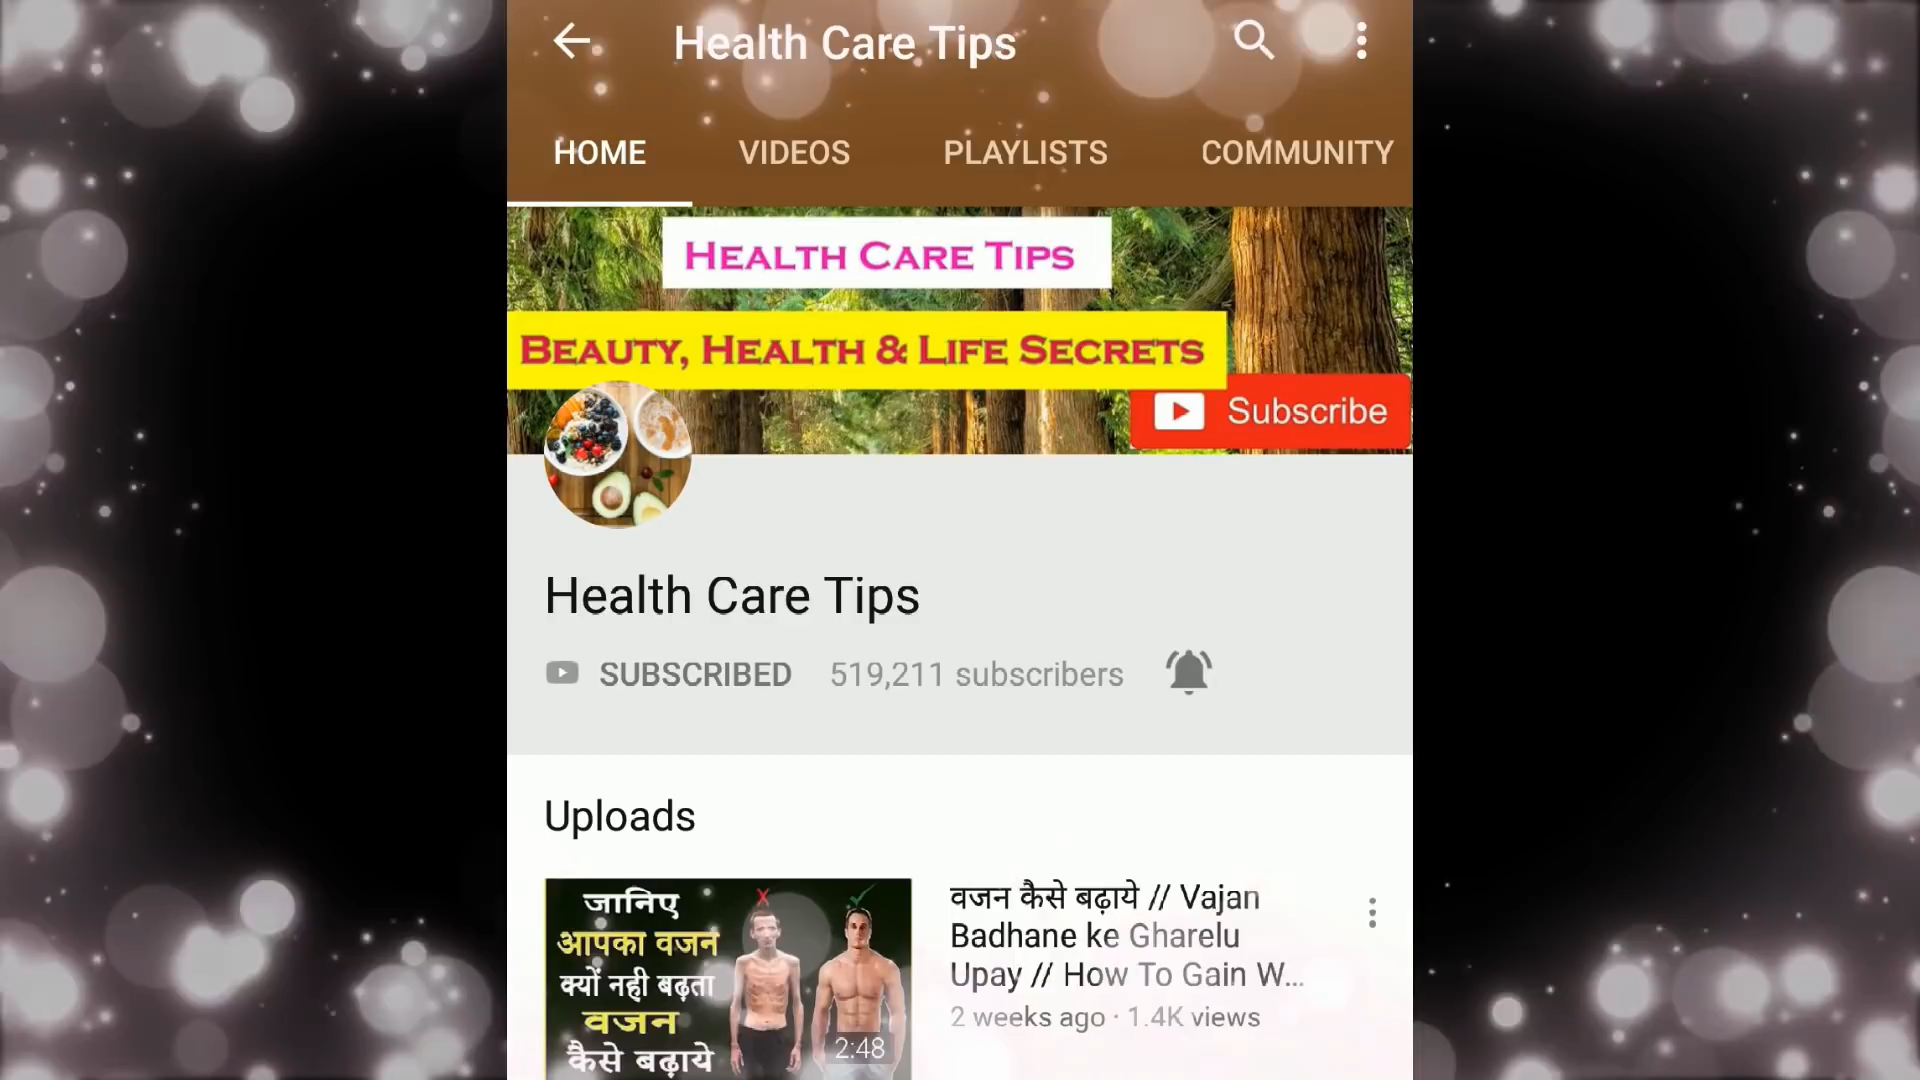 Health Care Tips
HOME VIDEOS PLAYLISTS COMMUNITY
HEALTH CARE TIPS
BEAUTY, HEALTH & LIFE SECRETS
Subscribe
Health Care Tips
SUBSCRIBED 519,211 subscribers
Uploads
जानिए
आपका वजन
क्यों नही बढ़ता
वजन
कैसे बढ़ाये
2:48
वजन कैसे बढ़ाये // Vajan
Badhane ke Gharelu
Upay // How To Gain W...
2 weeks ago · 1.4K views